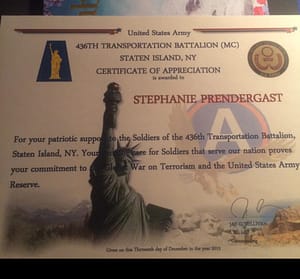 United States Army
436TH TRANSPORTATION BATTALION (MC)
STATEN ISLAND, NY
CERTIFICATE OF APPRECIATION
is awarded to
STEPHANIE PRENDERGAST
For your patriotic support to the Soldiers of the 436th Transportation Battalion,
Staten Island, NY. Your care for Soldiers that serve our nation proves
your commitment to War on Terrorism and the United States Army
Reserve.
Given on this Thirteenth day of December in the year 2015
Commanding